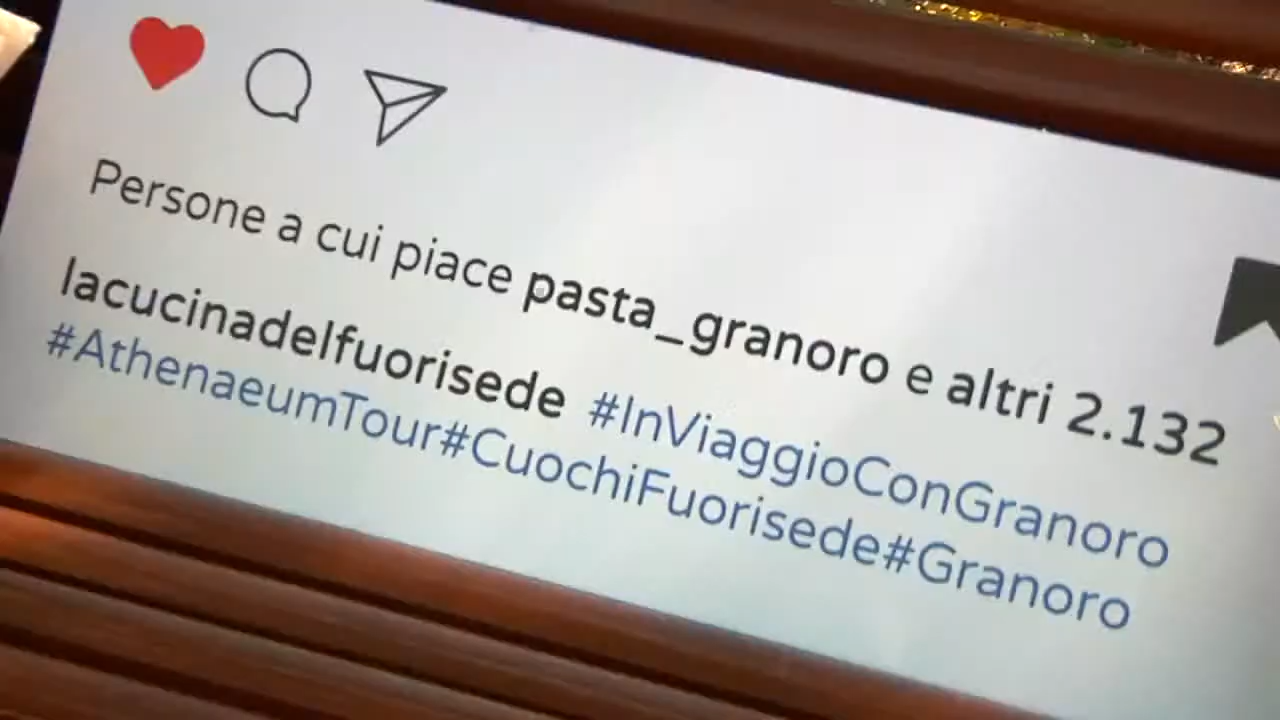 Persone a cui piace pasta_granoro e altri 2.132
lacucinadelfuorisede #InViaggioConGranoro
#AthenaeumTour#CuochiFuorisede#Granoro